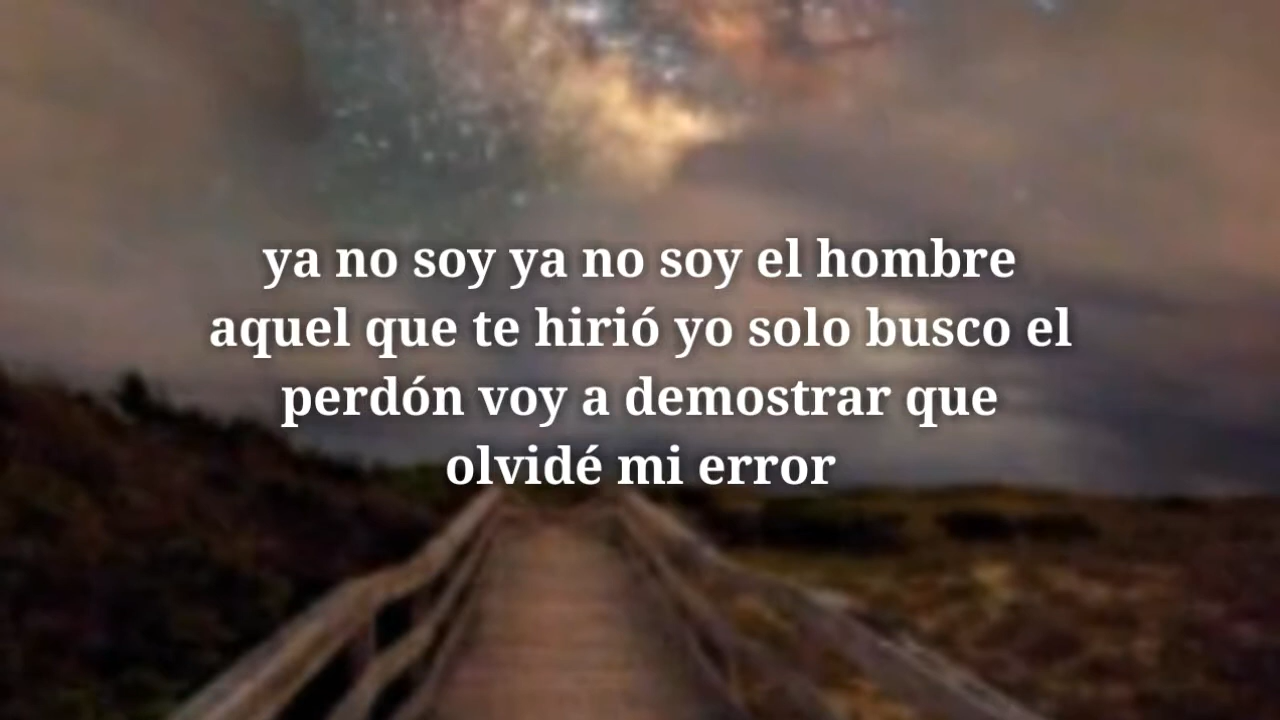 ya no soy ya no soy el hombre
aquel que te hirió yo solo busco el
perdón voy a demostrar que
olvidé mi error